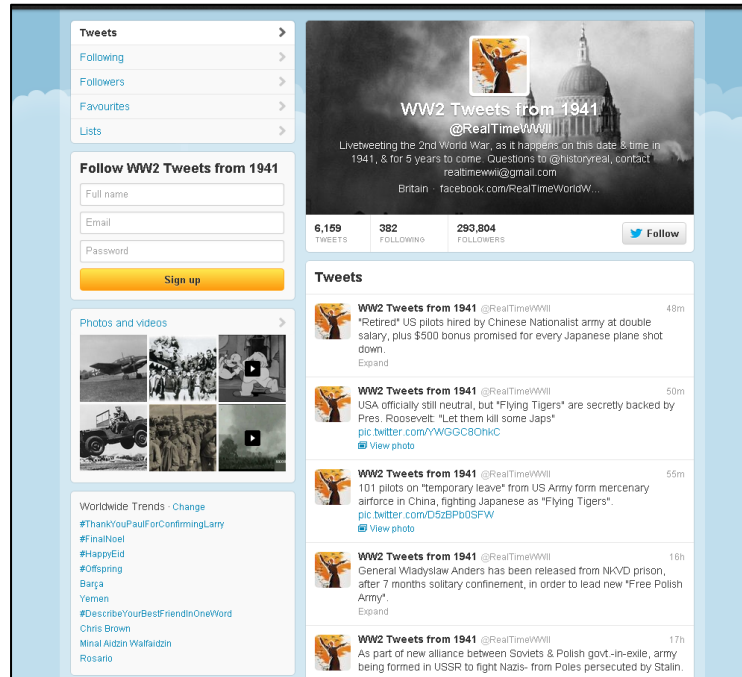 Tweets
Following
Followers
Favourites
Lists
Follow WW2 Tweets from 1941
Full name
Email
Password
Sign up
Photos and videos
Worldwide Trends · Change
#ThankYouPaulForConfirmingLarry
#FinalNoel
#HappyEid
#Offspring
Barça
Yemen
#DescribeYourBestFriendInOneWord
Chris Brown
Minal Aidzin Walfaidzin
Rosario
WW2 Tweets from 1941
@RealTimeWWII
Livetweeting the 2nd World War, as it happens on this date & time in
1941, & for 5 years to come. Questions to @historyreal, contact
realtimewwii@gmail.com
Britain · facebook.com/RealTimeWorldW...
6,159 382 293,804
TWEETS FOLLOWING FOLLOWERS
Follow
Tweets
WW2 Tweets from 1941 @RealTimeWWII 48m
"Retired" US pilots hired by Chinese Nationalist army at double
salary, plus $500 bonus promised for every Japanese plane shot
down.
Expand
WW2 Tweets from 1941 @RealTimeWWII 50m
USA officially still neutral, but "Flying Tigers" are secretly backed by
Pres. Roosevelt: "Let them kill some Japs"
pic.twitter.com/YWGGC8OhkC
View photo
WW2 Tweets from 1941 @RealTimeWWII 55m
101 pilots on "temporary leave" from US Army form mercenary
airforce in China, fighting Japanese as "Flying Tigers".
pic.twitter.com/D5zBPb0SFW
View photo
WW2 Tweets from 1941 @RealTimeWWII 16h
General Wladyslaw Anders has been released from NKVD prison,
after 7 months solitary confinement, in order to lead new "Free Polish
Army".
Expand
WW2 Tweets from 1941 @RealTimeWWII 17h
As part of new alliance between Soviets & Polish govt.-in-exile, army
being formed in USSR to fight Nazis- from Poles persecuted by Stalin.